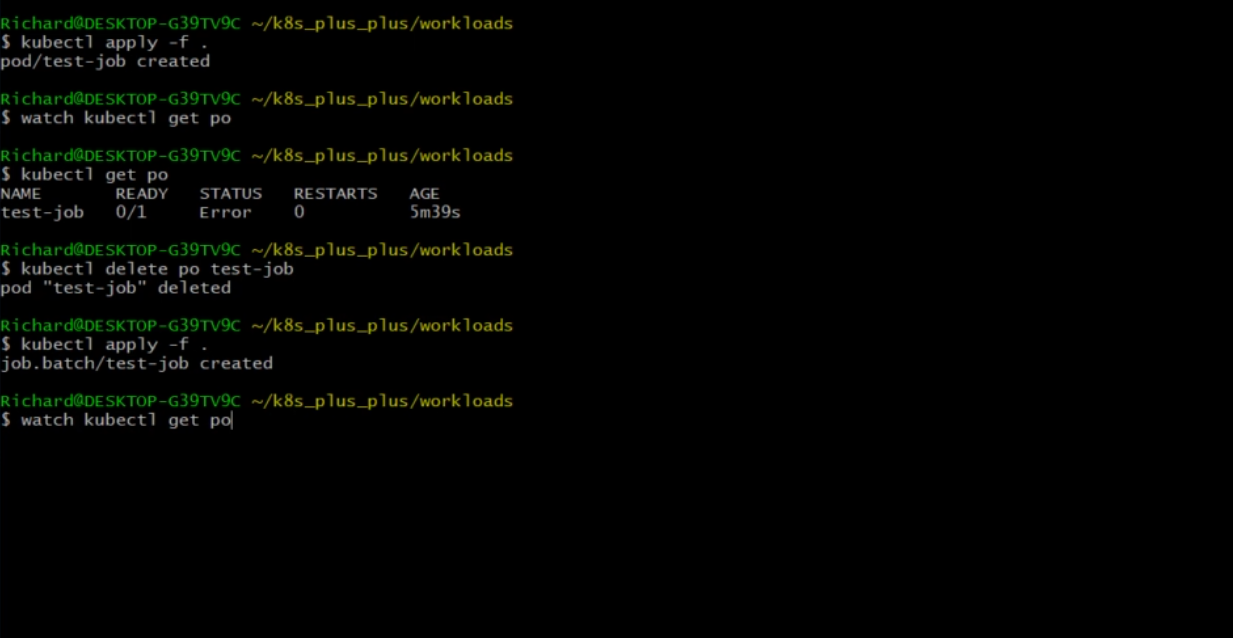 Richard@DESKTOP-G39TV9C ~/k8s_plus_plus/workloads
$ kubectl apply -f .
pod/test-job created
Richard@DESKTOP-G39TV9C ~/k8s_plus_plus/workloads
$ watch kubectl get po
Richard@DESKTOP-G39TV9C ~/k8s_plus_plus/workloads
$ kubectl get po
NAME READY STATUS RESTARTS AGE
test-job 0/1 Error 0 5m39s
Richard@DESKTOP-G39TV9C ~/k8s_plus_plus/workloads
$ kubectl delete po test-job
pod "test-job" deleted
Richard@DESKTOP-G39TV9C ~/k8s_plus_plus/workloads
$ kubectl apply -f .
job.batch/test-job created
Richard@DESKTOP-G39TV9C ~/k8s_plus_plus/workloads
$ watch kubectl get po